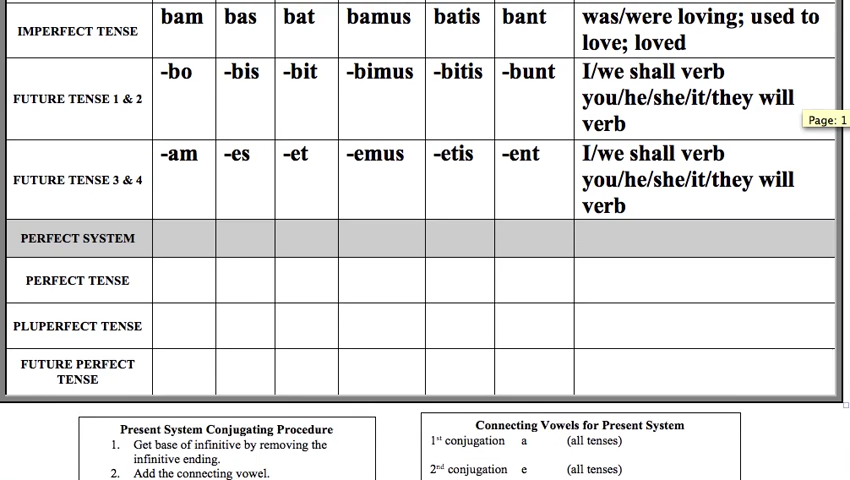 IMPERFECT TENSE bam bas bat bamus batis bant was/were loving; used to
love; loved
FUTURE TENSE 1 & 2 -bo -bis -bit -bimus -bitis -bunt I/we shall verb
you/he/she/it/they will
verb
FUTURE TENSE 3 & 4 -am -es -et -emus -etis -ent I/we shall verb
you/he/she/it/they will
verb
Page: 1
PERFECT SYSTEM
PERFECT TENSE
PLUPERFECT TENSE
FUTURE PERFECT
TENSE
Present System Conjugating Procedure
1. Get base of infinitive by removing the
infinitive ending.
2. Add the connecting vowel.
Connecting Vowels for Present System
1st conjugation a (all tenses)
2nd conjugation e (all tenses)